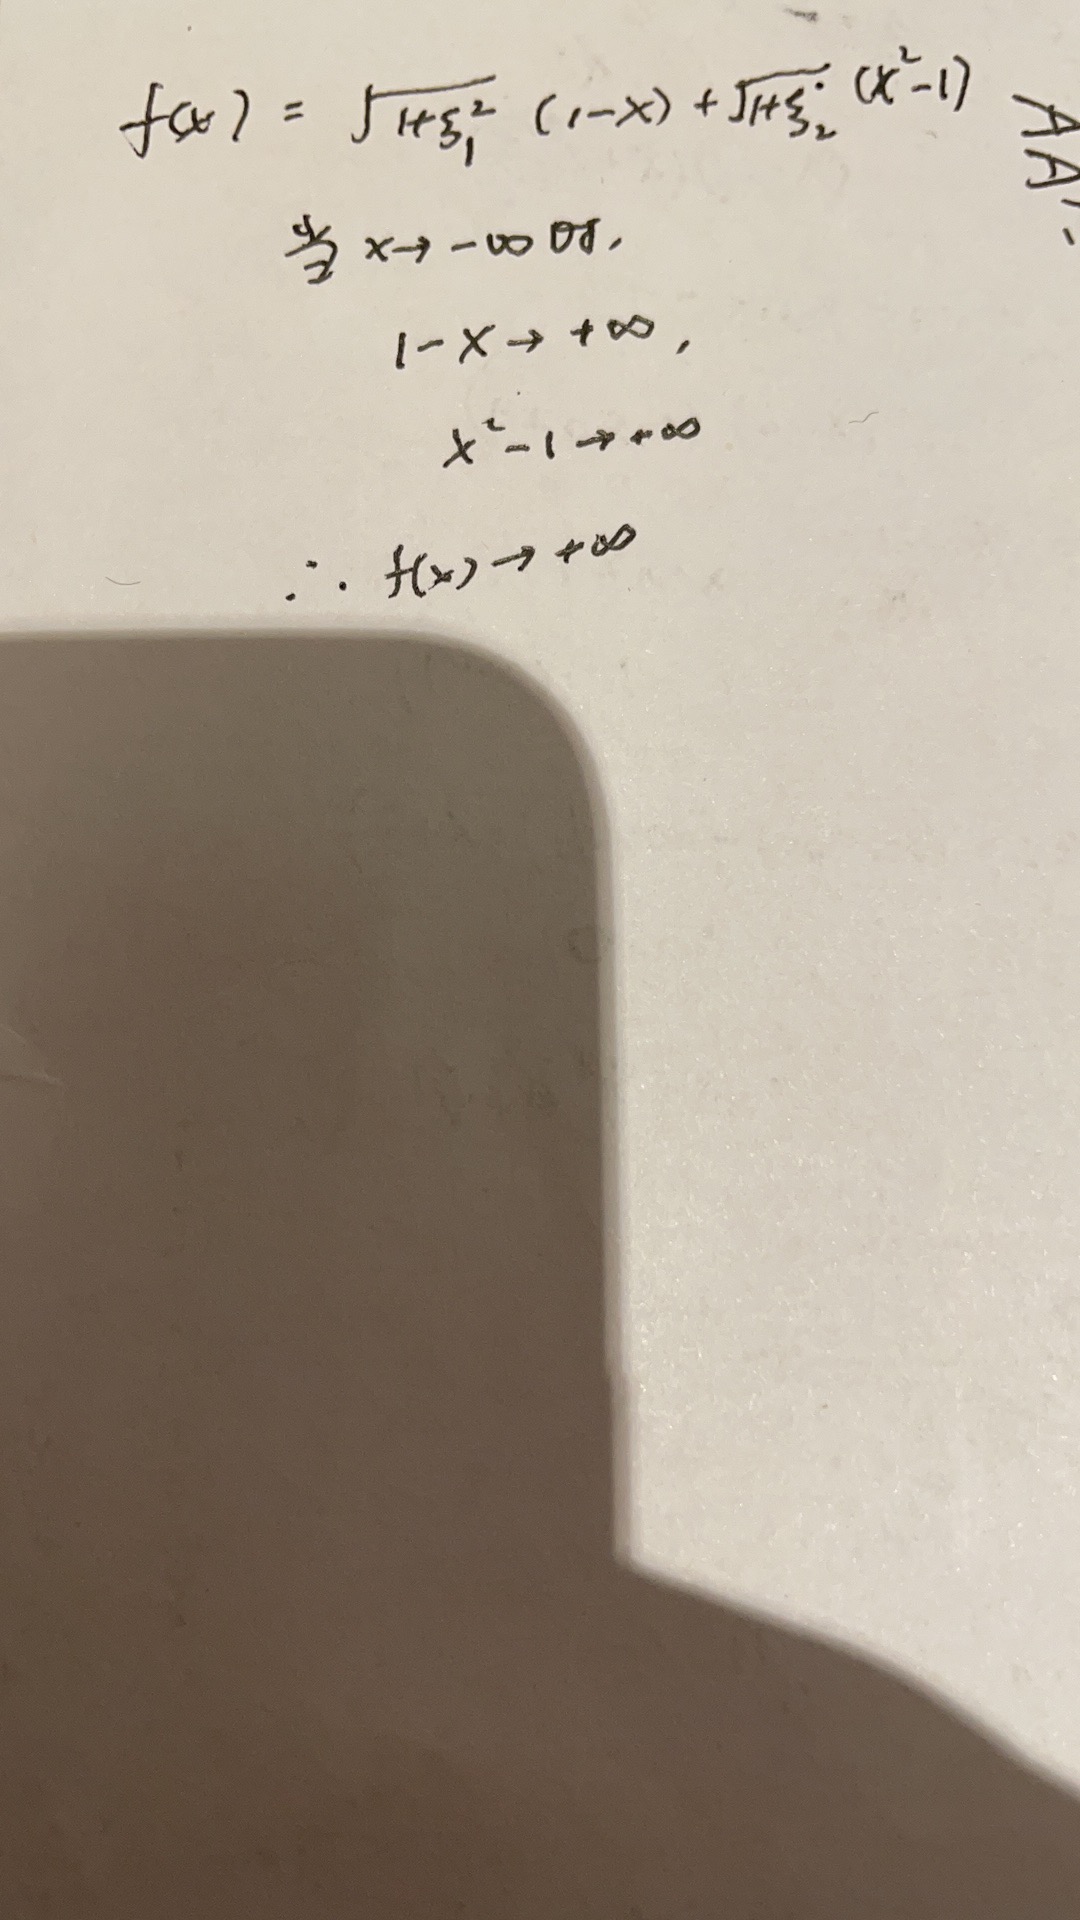 f(x) = √(1+ξ₁²) (1-x) + √(1+ξ₂²) (x²-1)
当 x→ -∞ 时,
1-x → +∞,
x²-1 → +∞
∴ f(x) → +∞